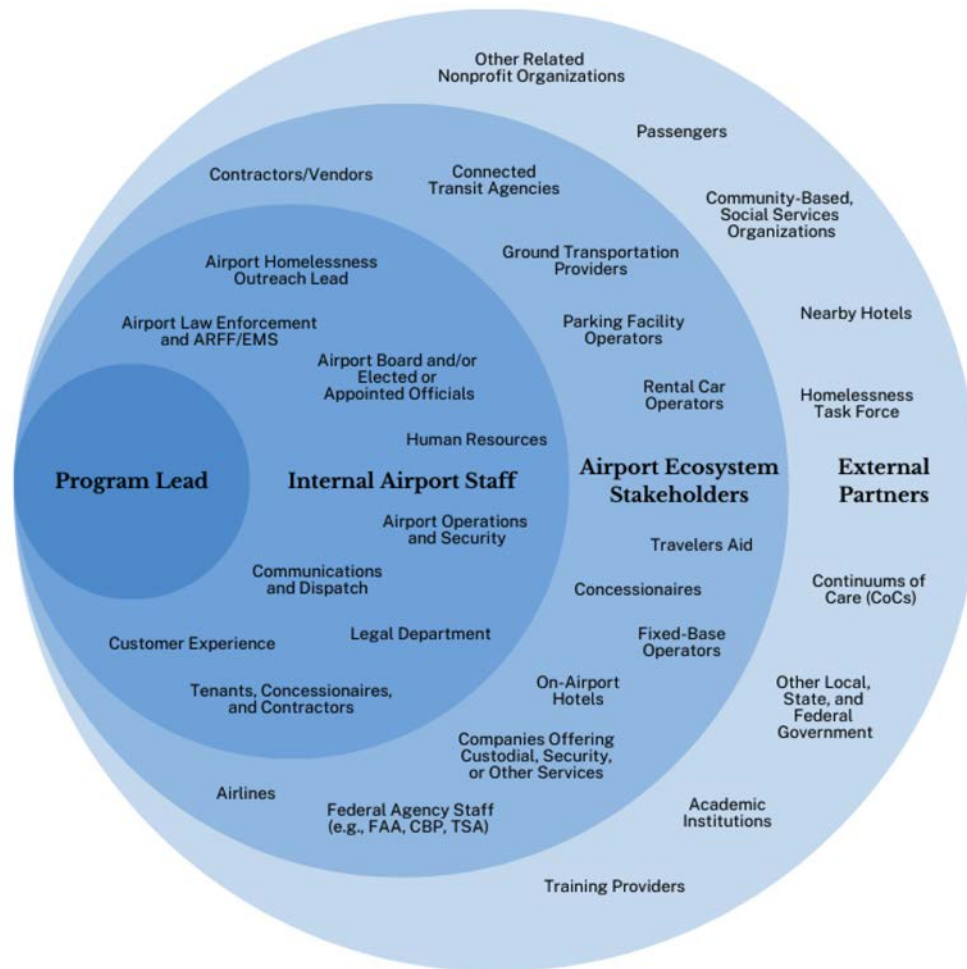 Other Related
Nonprofit Organizations
Passengers
Contractors/Vendors
Connected
Transit Agencies
Community-Based,
Social Services
Organizations
Airport Homelessness
Outreach Lead
Ground Transportation
Providers
Airport Law Enforcement
and ARFF/EMS
Parking Facility
Operators
Nearby Hotels
Airport Board and/or
Elected or
Appointed Officials
Rental Car
Operators
Homelessness
Task Force
Human Resources
Program Lead
Internal Airport Staff
Airport Ecosystem
Stakeholders
External
Partners
Airport Operations
and Security
Travelers Aid
Communications
and Dispatch
Concessionaires
Continuums of
Care (CoCs)
Customer Experience
Legal Department
Fixed-Base
Operators
Tenants, Concessionaires,
and Contractors
On-Airport
Hotels
Other Local,
State, and
Federal
Government
Companies Offering
Custodial, Security,
or Other Services
Airlines
Federal Agency Staff
(e.g., FAA, CBP, TSA)
Academic
Institutions
Training Providers